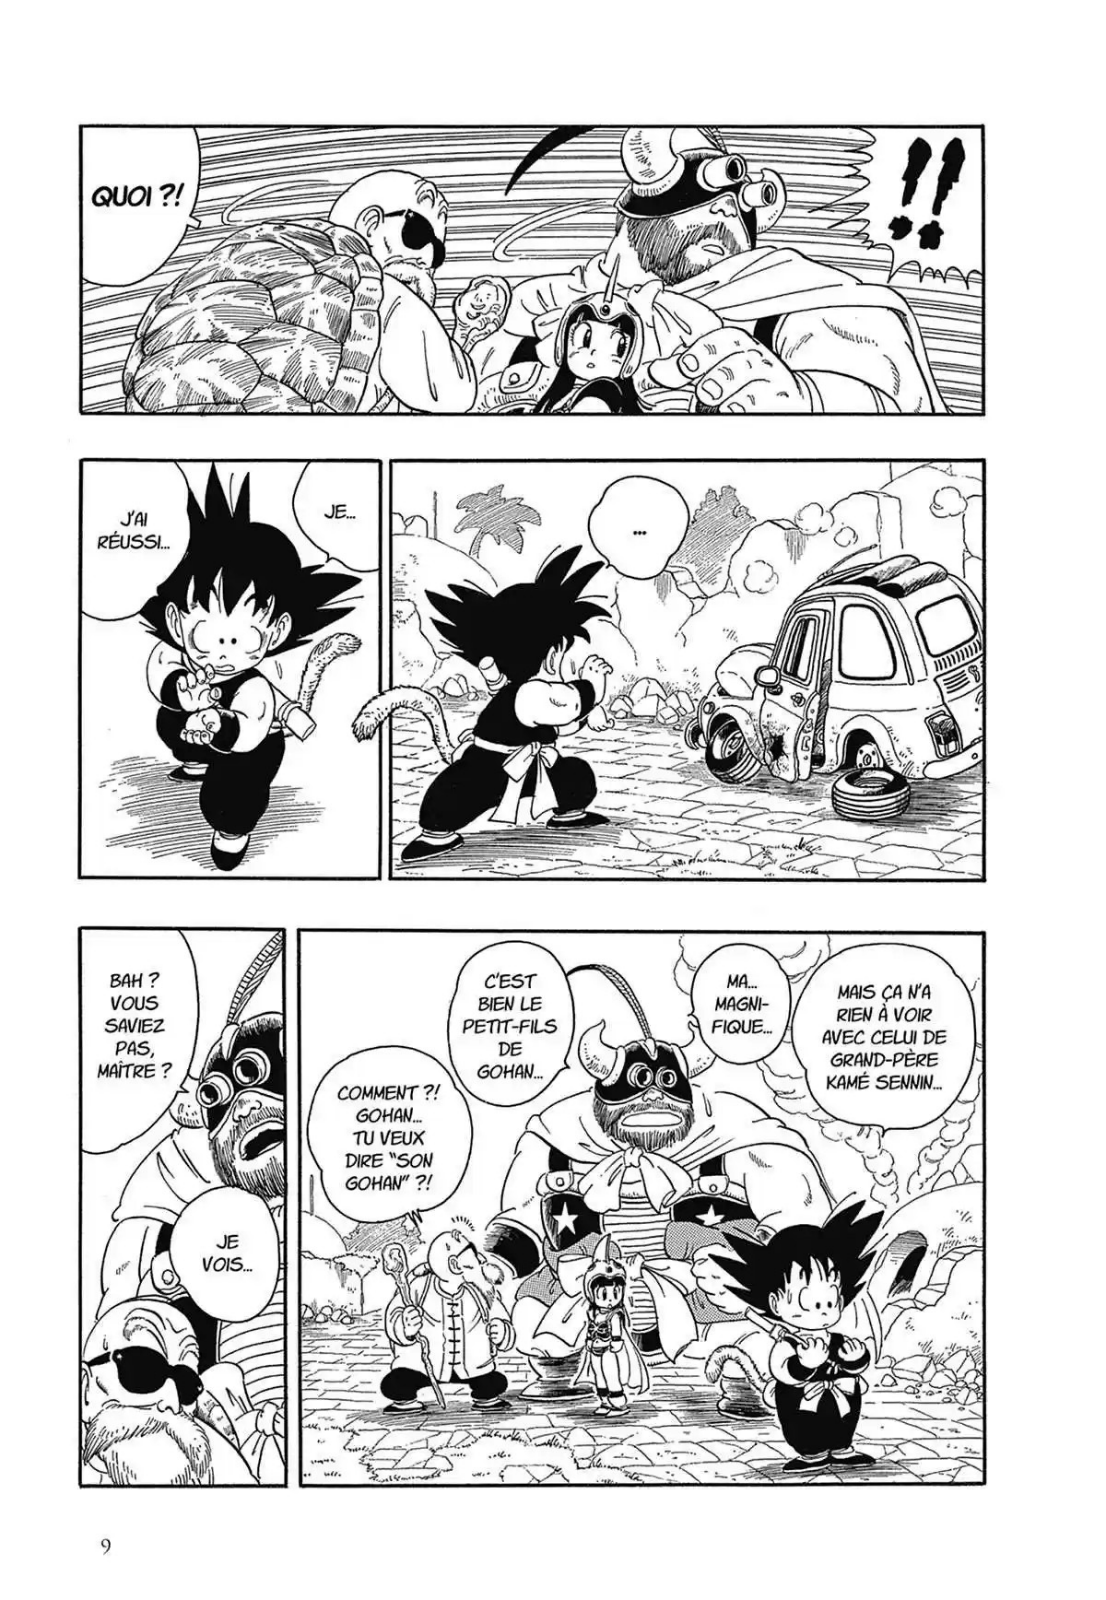 QUOI ?!
!!
...
JE...
J'AI
RÉUSSI...
MAIS ÇA N'A
RIEN À VOIR
AVEC CELUI DE
GRAND-PÈRE
KAMÉ SENNIN...
MA...
MAGNI-
FIQUE...
C'EST
BIEN LE
PETIT-FILS
DE
GOHAN...
COMMENT ?!
GOHAN...
TU VEUX
DIRE "SON
GOHAN" ?!
BAH ?
VOUS
SAVIEZ
PAS,
MAÎTRE ?
JE
VOIS...
9